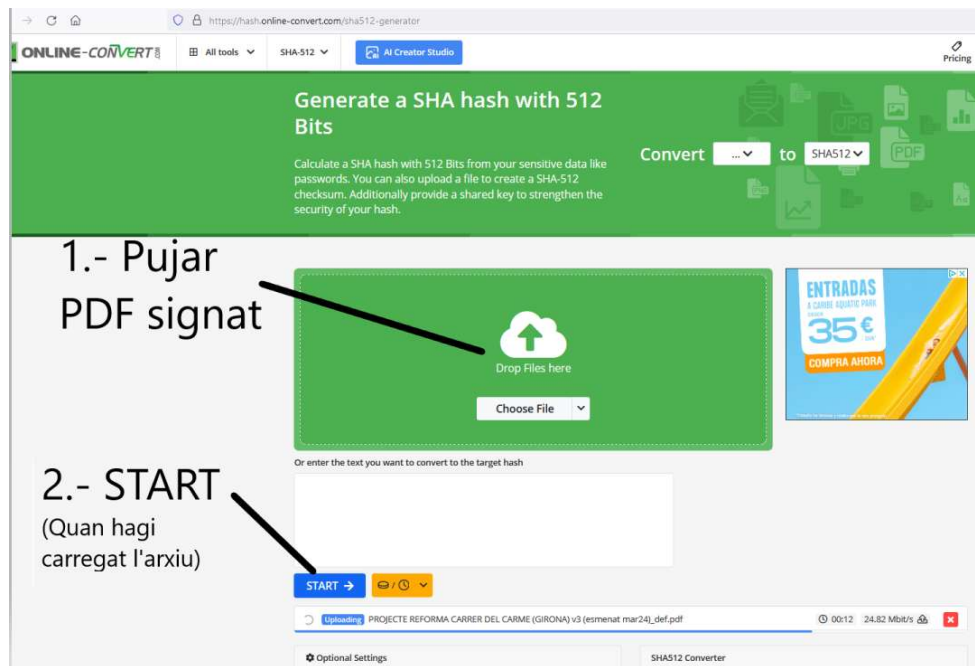 https://hash.online-convert.com/sha512-generator
ONLINE-CONVERT
All tools
SHA-512
AI Creator Studio
Pricing
Generate a SHA hash with 512
Bits
Calculate a SHA hash with 512 Bits from your sensitive data like
passwords. You can also upload a file to create a SHA-512
checksum. Additionally provide a shared key to strengthen the
security of your hash.
Convert ... to SHA512
JPG
PDF
1.- Pujar
PDF signat
Drop Files here
Choose File
ENTRADAS
A CARIBE AQUATIC PARK
35€
COMPRA AHORA
Or enter the text you want to convert to the target hash
2.- START
(Quan hagi
carregat l'arxiu)
START
/
Uploading PROJECTE REFORMA CARRER DEL CARME (GIRONA) v3 (esmenat mar24)_def.pdf 00:12 24.82 Mbit/s
Optional Settings
SHA512 Converter